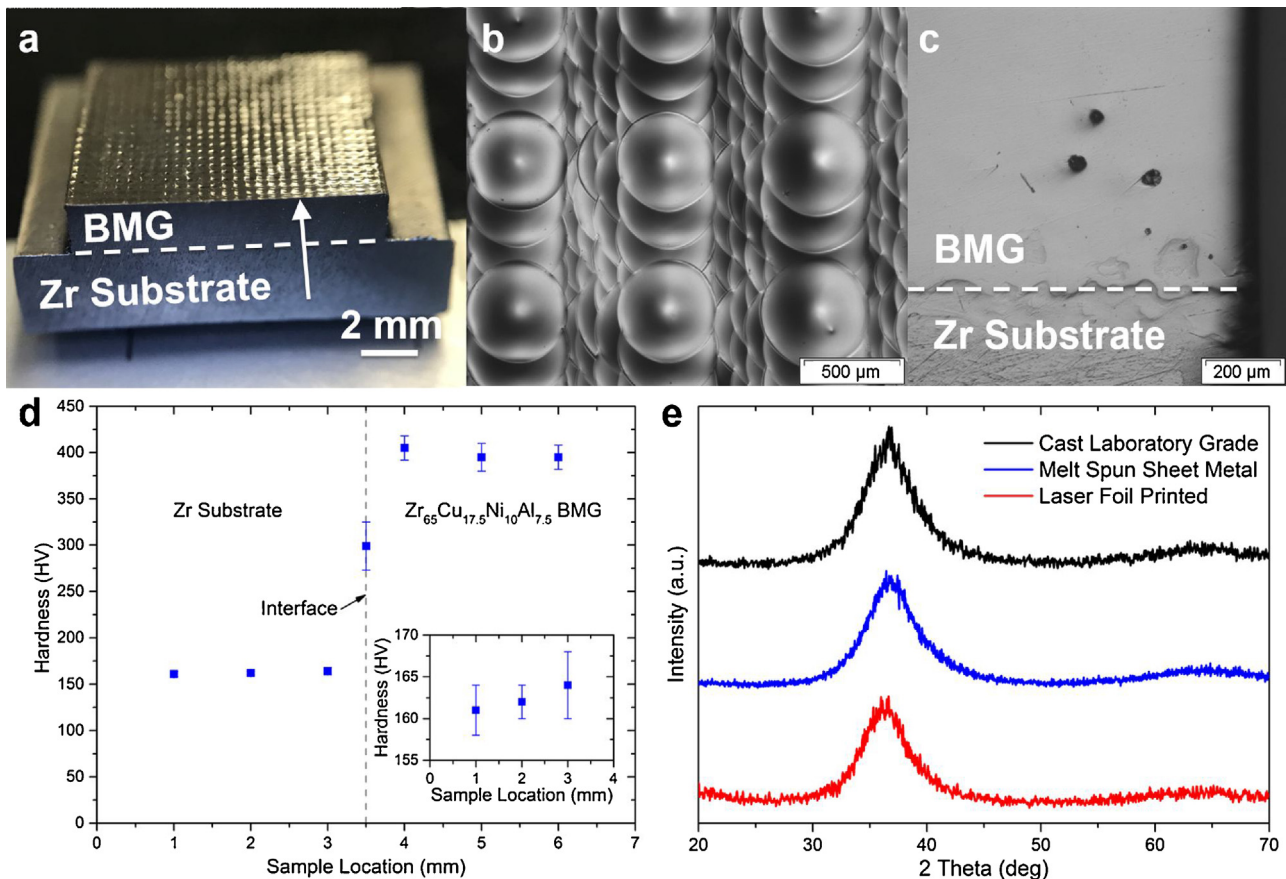 a
BMG
Zr Substrate
2 mm
b
500 µm
c
BMG
Zr Substrate
200 µm
d
450
400
350
300
250
200
150
100
50
0
Hardness (HV)
Zr Substrate
Zr₆₅Cu₁₇.₅Ni₁₀Al₇.₅ BMG
Interface
170
165
160
155
Hardness (HV)
0 1 2 3 4
Sample Location (mm)
0 1 2 3 4 5 6 7
Sample Location (mm)
e
Cast Laboratory Grade
Melt Spun Sheet Metal
Laser Foil Printed
Intensity (a.u.)
20 30 40 50 60 70
2 Theta (deg)